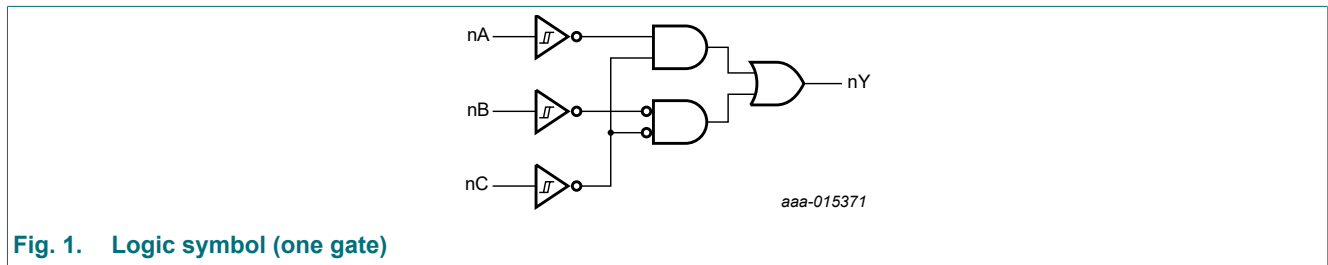 nA
nB
nC
nY
aaa-015371
Fig. 1. Logic symbol (one gate)